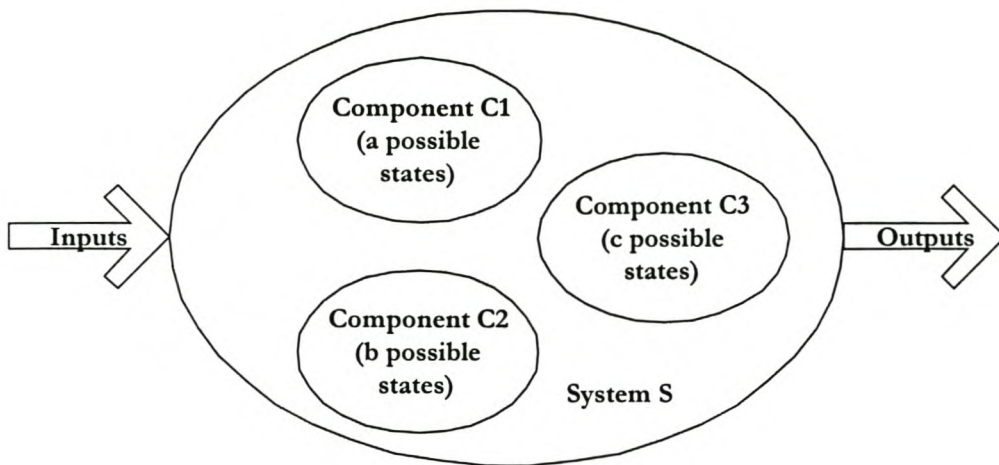 Inputs
Component C1
(a possible
states)
Component C2
(b possible
states)
Component C3
(c possible
states)
System S
Outputs